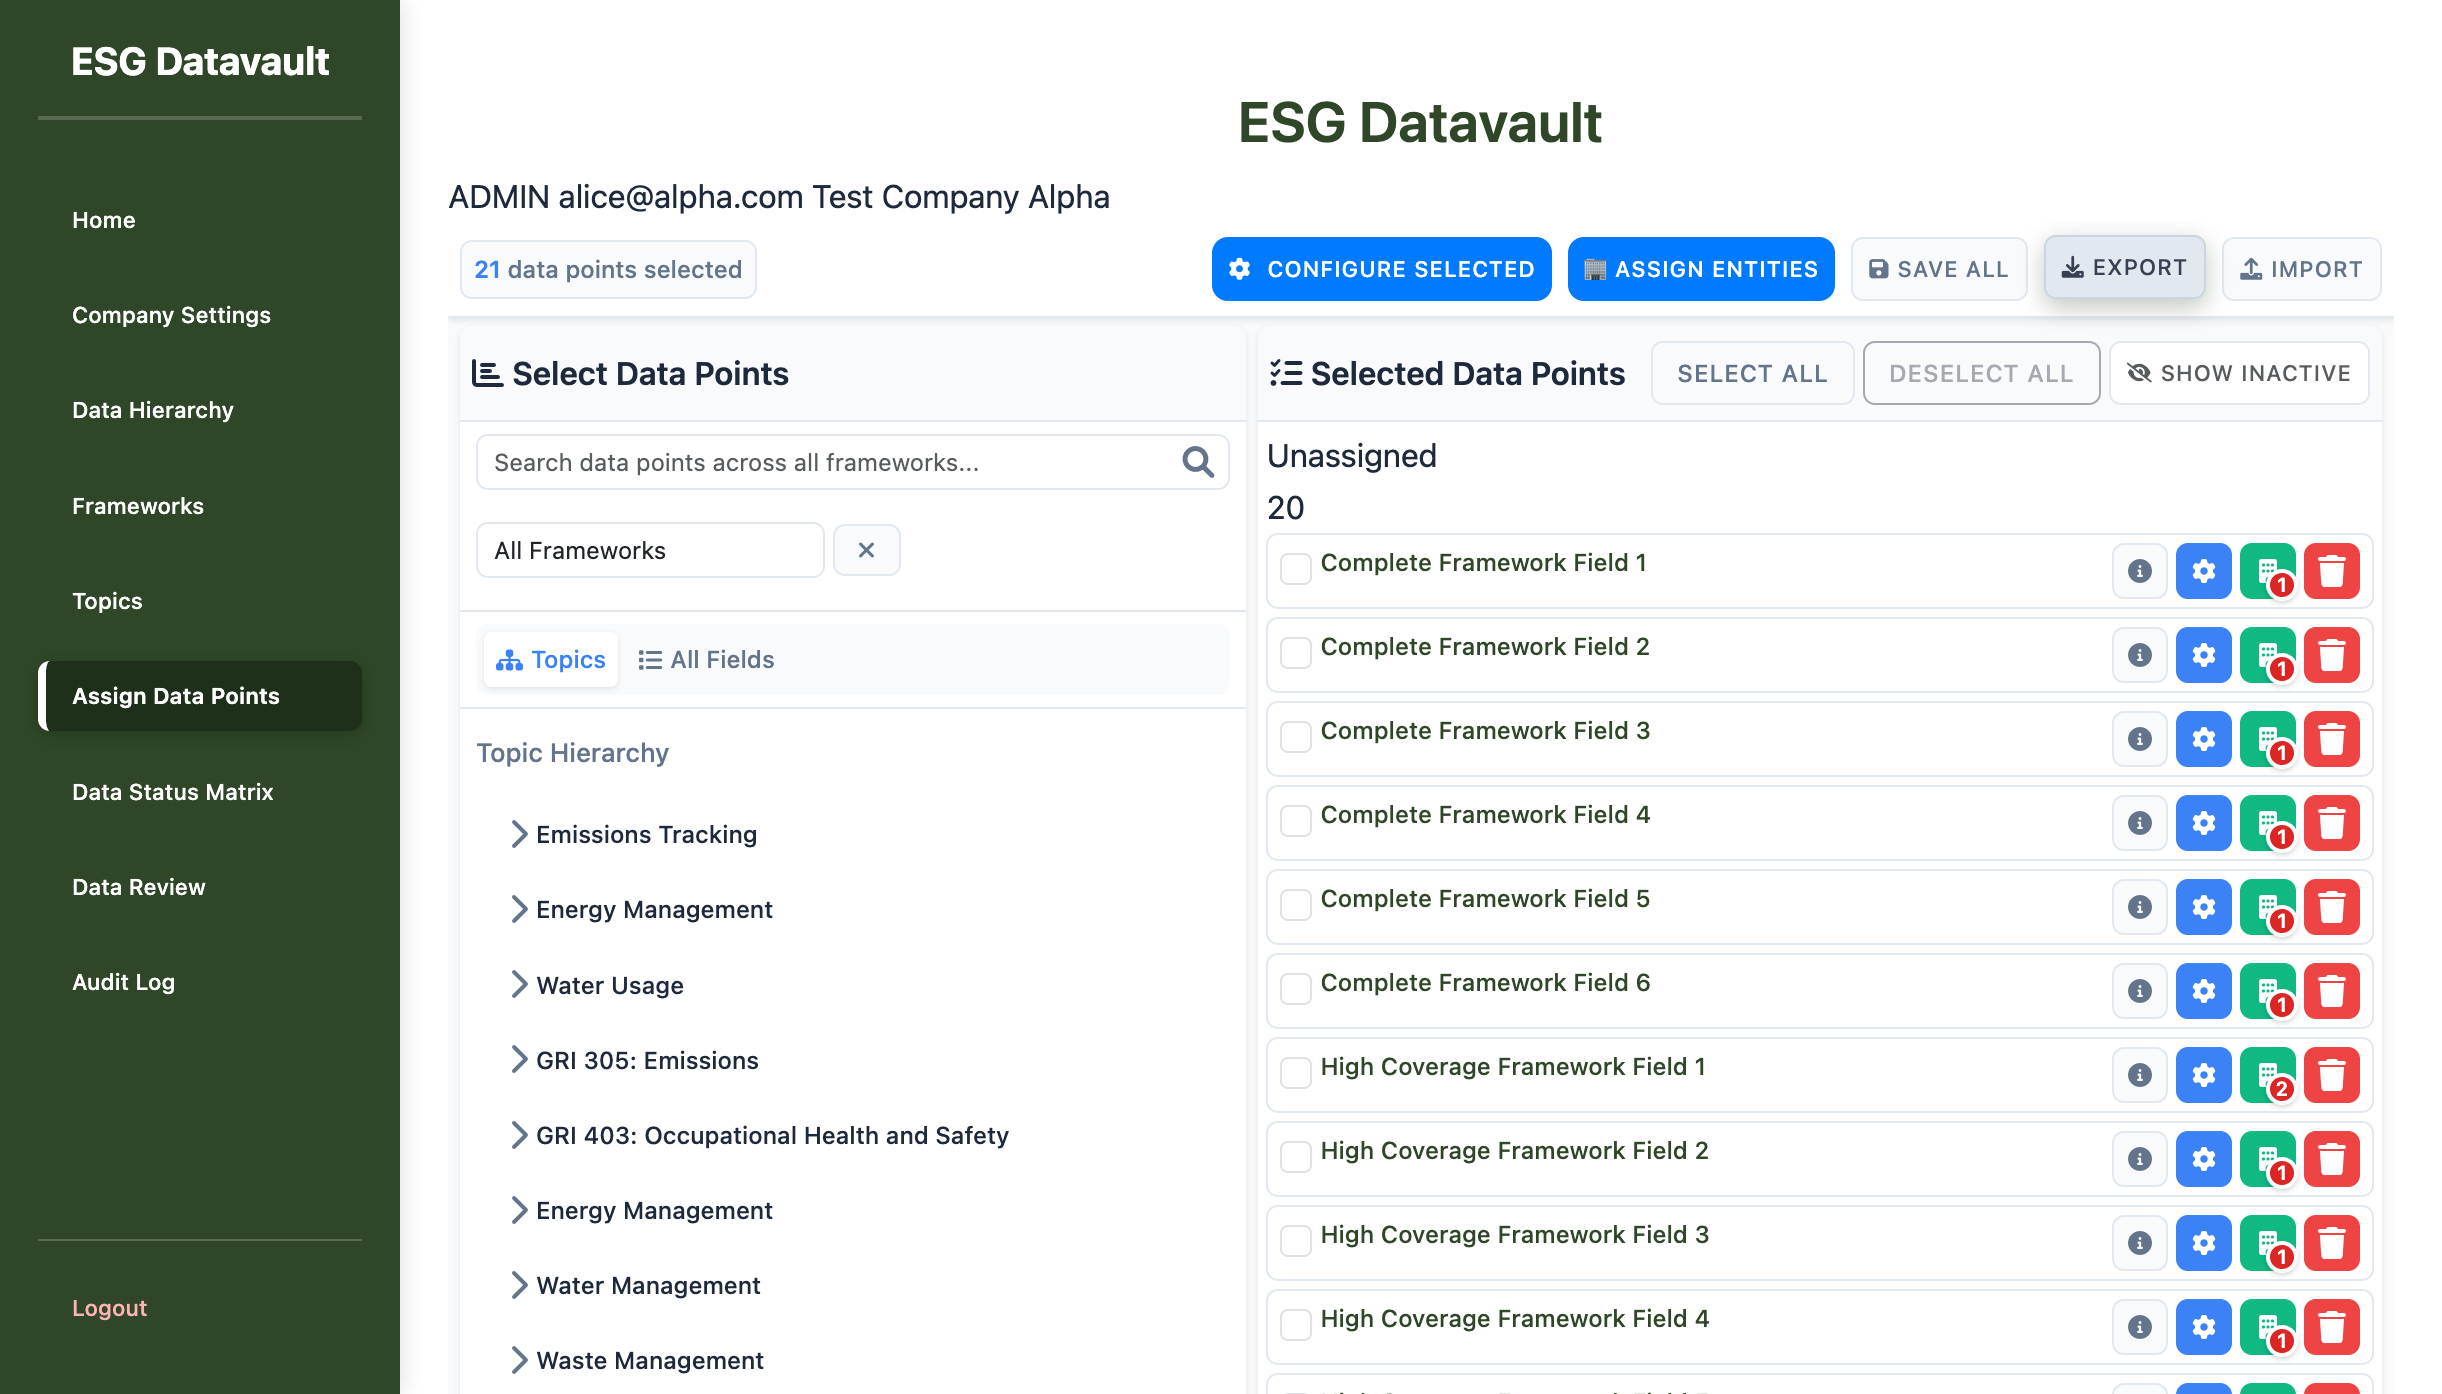 ESG Datavault
Home
Company Settings
Data Hierarchy
Frameworks
Topics
Assign Data Points
Data Status Matrix
Data Review
Audit Log
Logout
ESG Datavault
ADMIN alice@alpha.com Test Company Alpha
21 data points selected
CONFIGURE SELECTED
ASSIGN ENTITIES
SAVE ALL
EXPORT
IMPORT
Select Data Points
Search data points across all frameworks...
All Frameworks
Topics
All Fields
Topic Hierarchy
Emissions Tracking
Energy Management
Water Usage
GRI 305: Emissions
GRI 403: Occupational Health and Safety
Energy Management
Water Management
Waste Management
Selected Data Points
SELECT ALL
DESELECT ALL
SHOW INACTIVE
Unassigned
20
Complete Framework Field 1
1
Complete Framework Field 2
1
Complete Framework Field 3
1
Complete Framework Field 4
1
Complete Framework Field 5
1
Complete Framework Field 6
1
High Coverage Framework Field 1
2
High Coverage Framework Field 2
1
High Coverage Framework Field 3
1
High Coverage Framework Field 4
1